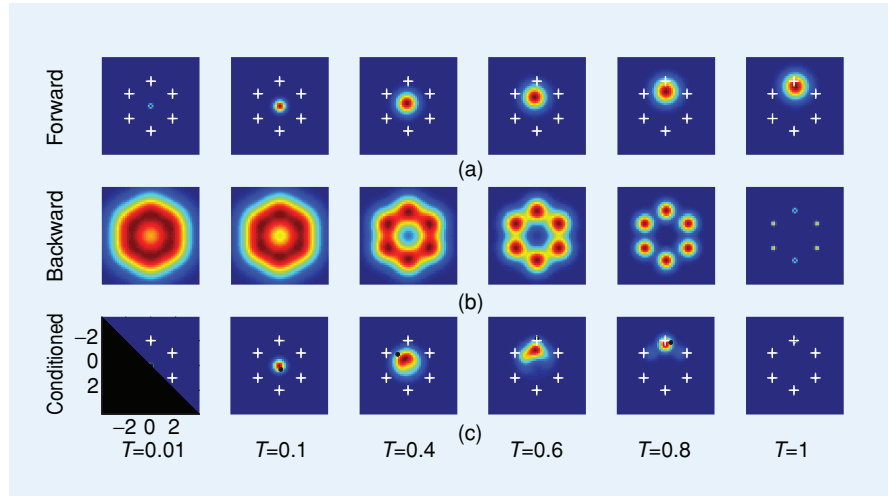 Forward
(a)
Backward
(b)
Conditioned
−2
0
2
−2 0 2
(c)
T=0.01 T=0.1 T=0.4 T=0.6 T=0.8 T=1